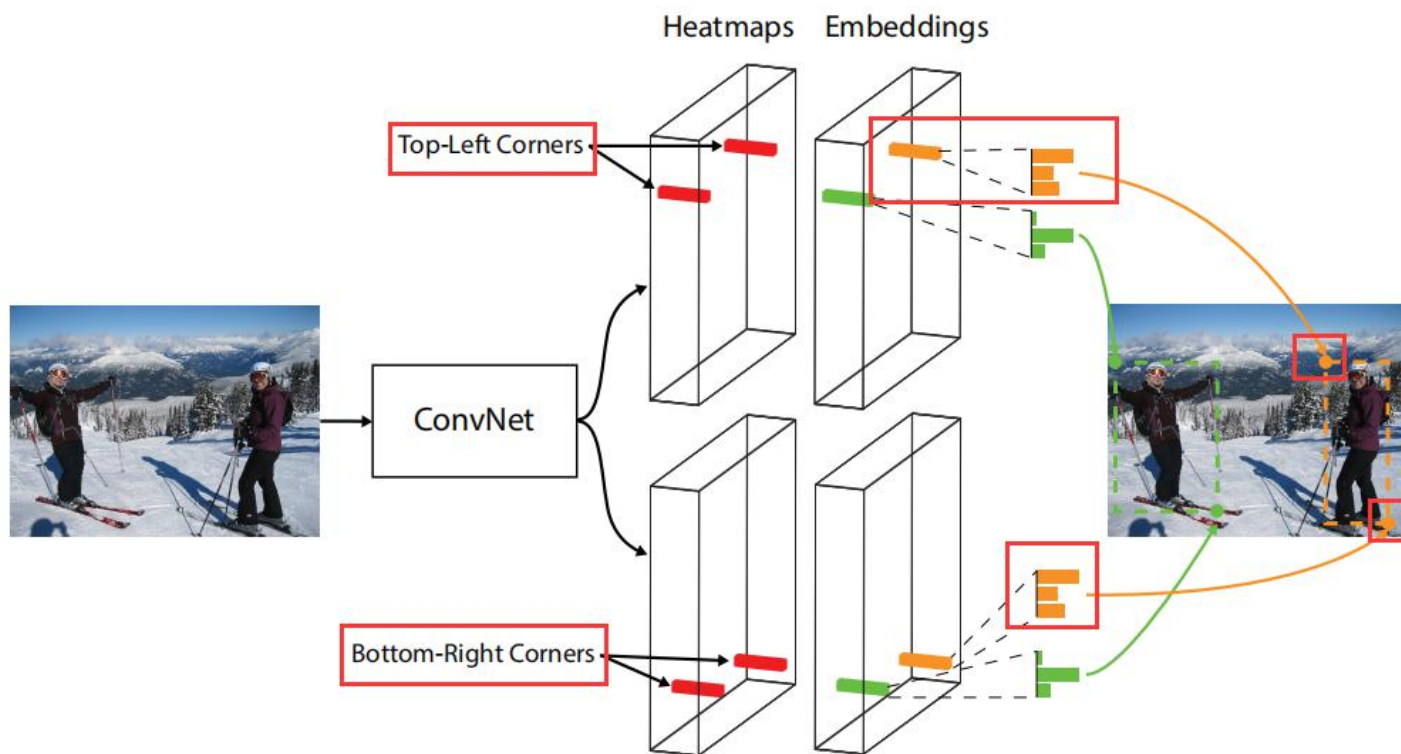 Heatmaps
Embeddings
Top-Left Corners
ConvNet
Bottom-Right Corners